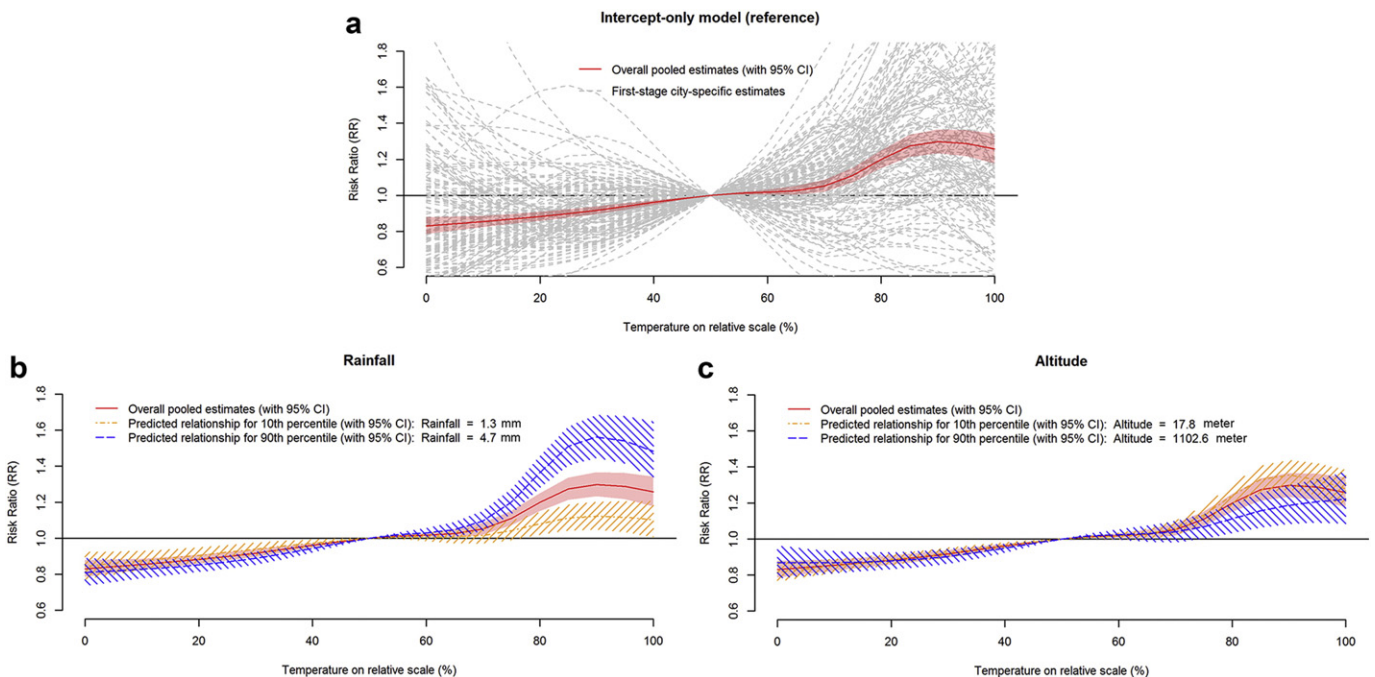 a
Intercept-only model (reference)
Risk Ratio (RR)
1.8
1.6
1.4
1.2
1.0
0.8
0.6
Overall pooled estimates (with 95% CI)
First-stage city-specific estimates
0 20 40 60 80 100
Temperature on relative scale (%)
b
Rainfall
Risk Ratio (RR)
1.8
1.6
1.4
1.2
1.0
0.8
0.6
Overall pooled estimates (with 95% CI)
Predicted relationship for 10th percentile (with 95% CI): Rainfall = 1.3 mm
Predicted relationship for 90th percentile (with 95% CI): Rainfall = 4.7 mm
0 20 40 60 80 100
Temperature on relative scale (%)
c
Altitude
Risk Ratio (RR)
1.8
1.6
1.4
1.2
1.0
0.8
0.6
Overall pooled estimates (with 95% CI)
Predicted relationship for 10th percentile (with 95% CI): Altitude = 17.8 meter
Predicted relationship for 90th percentile (with 95% CI): Altitude = 1102.6 meter
0 20 40 60 80 100
Temperature on relative scale (%)